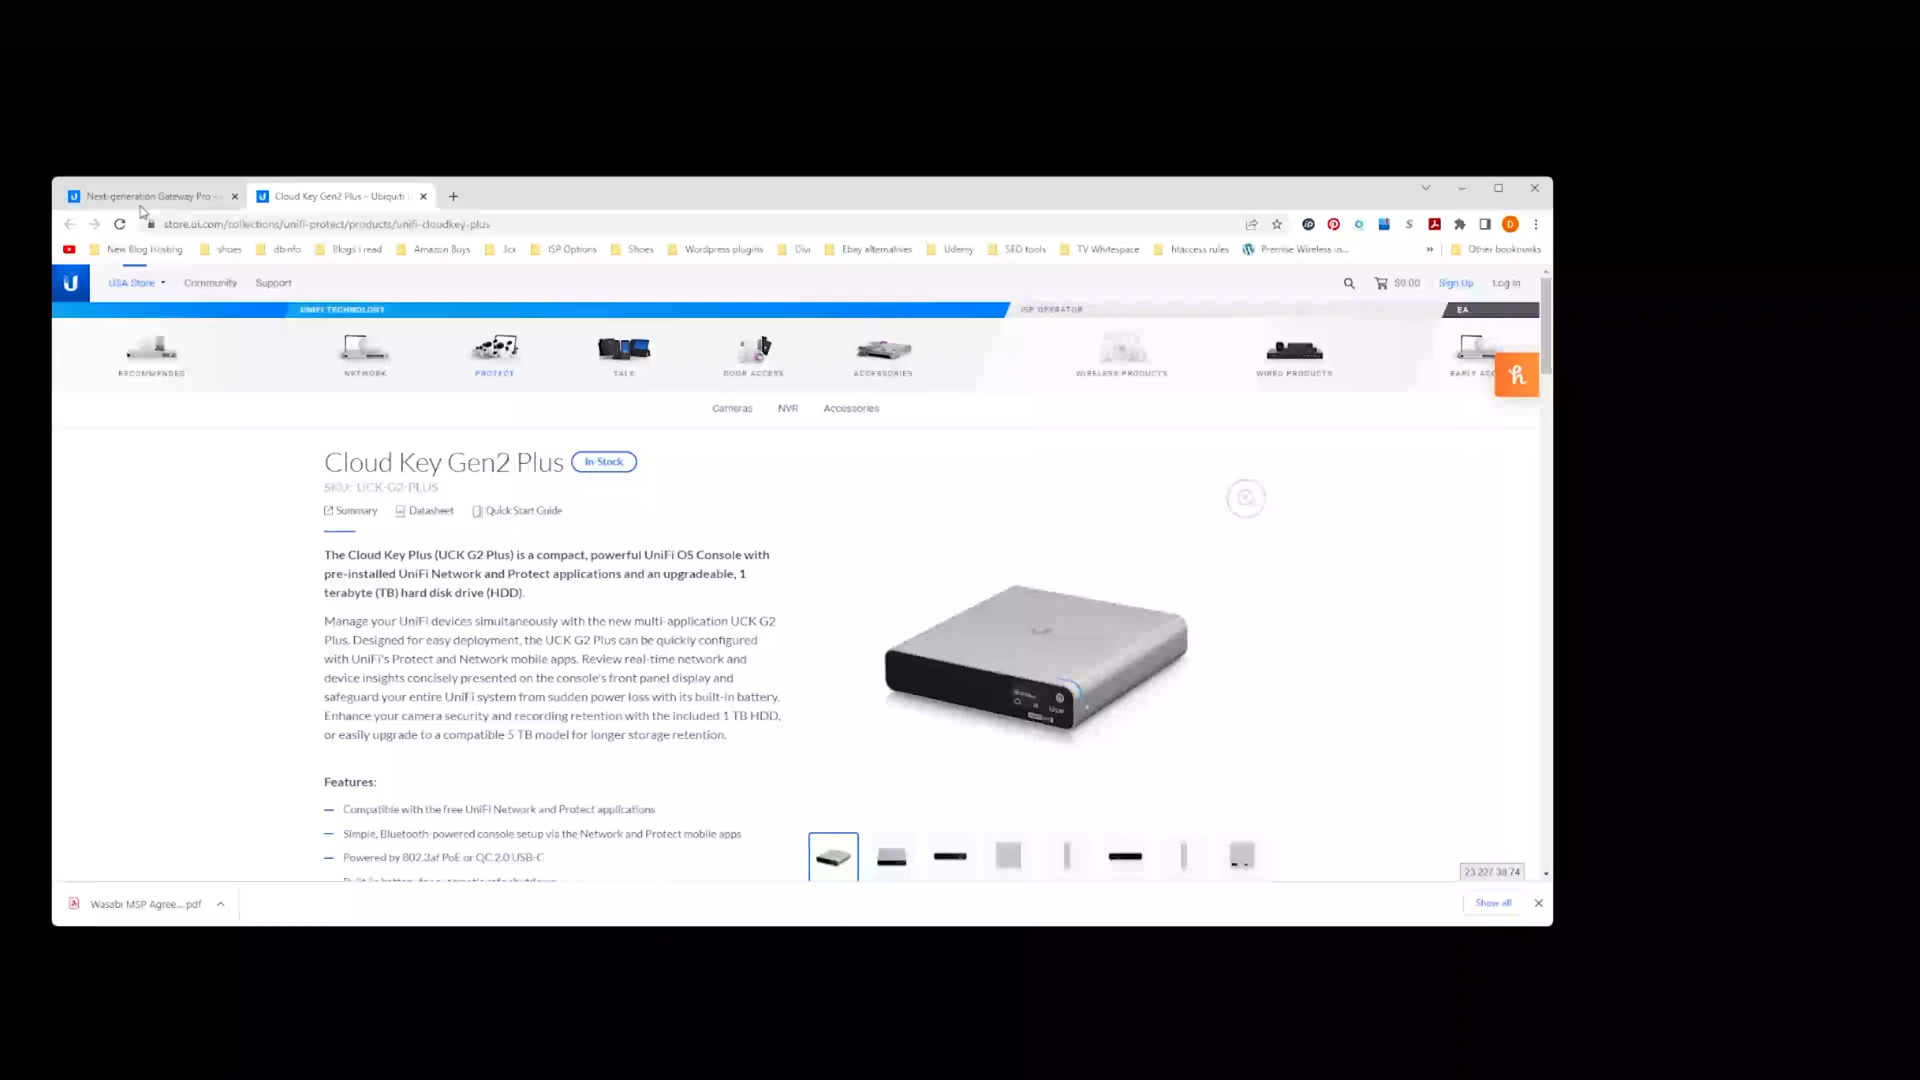 Next-generation Gateway Pro –
Cloud Key Gen2 Plus – Ubiquiti
store.ui.com/collections/unifi-protect/products/unifi-cloudkey-plus
New Blog Hosting
shoes
dbinfo
Blogs I read
Amazon Buys
3cx
ISP Options
Shoes
Wordpress plugins
Divi
Ebay alternatives
Udemy
SEO tools
TV Whitespace
htaccess rules
Premise Wireless in...
»
Other bookmarks
USA Store
Community
Support
$0.00
Sign Up
Log In
UNIFI TECHNOLOGY
ISP OPERATOR
EA
RECOMMENDED
NETWORK
PROTECT
TALK
DOOR ACCESS
ACCESSORIES
WIRELESS PRODUCTS
WIRED PRODUCTS
EARLY ACC
Cameras
NVR
Accessories
Cloud Key Gen2 Plus
In-Stock
SKU: UCK-G2-PLUS
Summary
Datasheet
Quick Start Guide
The Cloud Key Plus (UCK G2 Plus) is a compact, powerful UniFi OS Console with
pre-installed UniFi Network and Protect applications and an upgradeable, 1
terabyte (TB) hard disk drive (HDD).
Manage your UniFi devices simultaneously with the new multi-application UCK G2
Plus. Designed for easy deployment, the UCK G2 Plus can be quickly configured
with UniFi's Protect and Network mobile apps. Review real-time network and
device insights concisely presented on the console's front panel display and
safeguard your entire UniFi system from sudden power loss with its built-in battery.
Enhance your camera security and recording retention with the included 1 TB HDD,
or easily upgrade to a compatible 5 TB model for longer storage retention.
Features:
Compatible with the free UniFi Network and Protect applications
Simple, Bluetooth-powered console setup via the Network and Protect mobile apps
Powered by 802.3af PoE or QC 2.0 USB-C
23.227.38.74
Wasabi MSP Agree....pdf
Show all